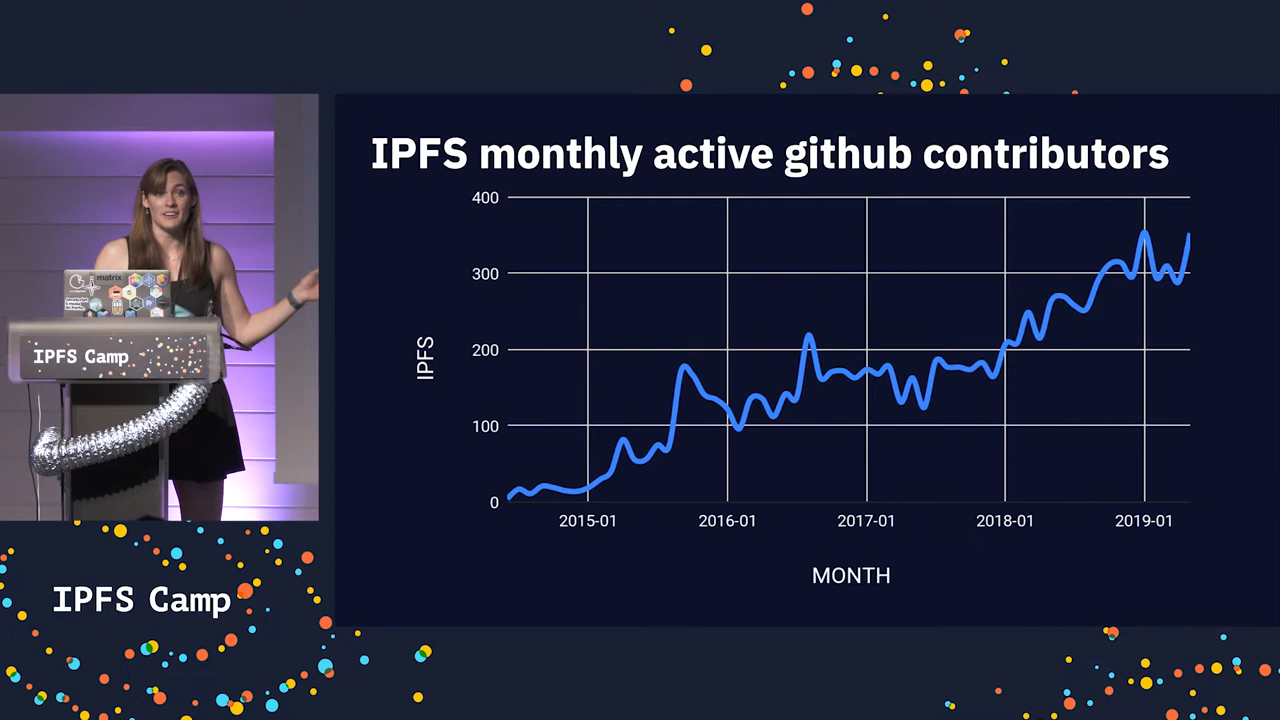 IPFS monthly active github contributors
400
300
200
100
0
IPFS
2015-01
2016-01
2017-01
2018-01
2019-01
MONTH
matrix
IPFS Camp
IPFS Camp